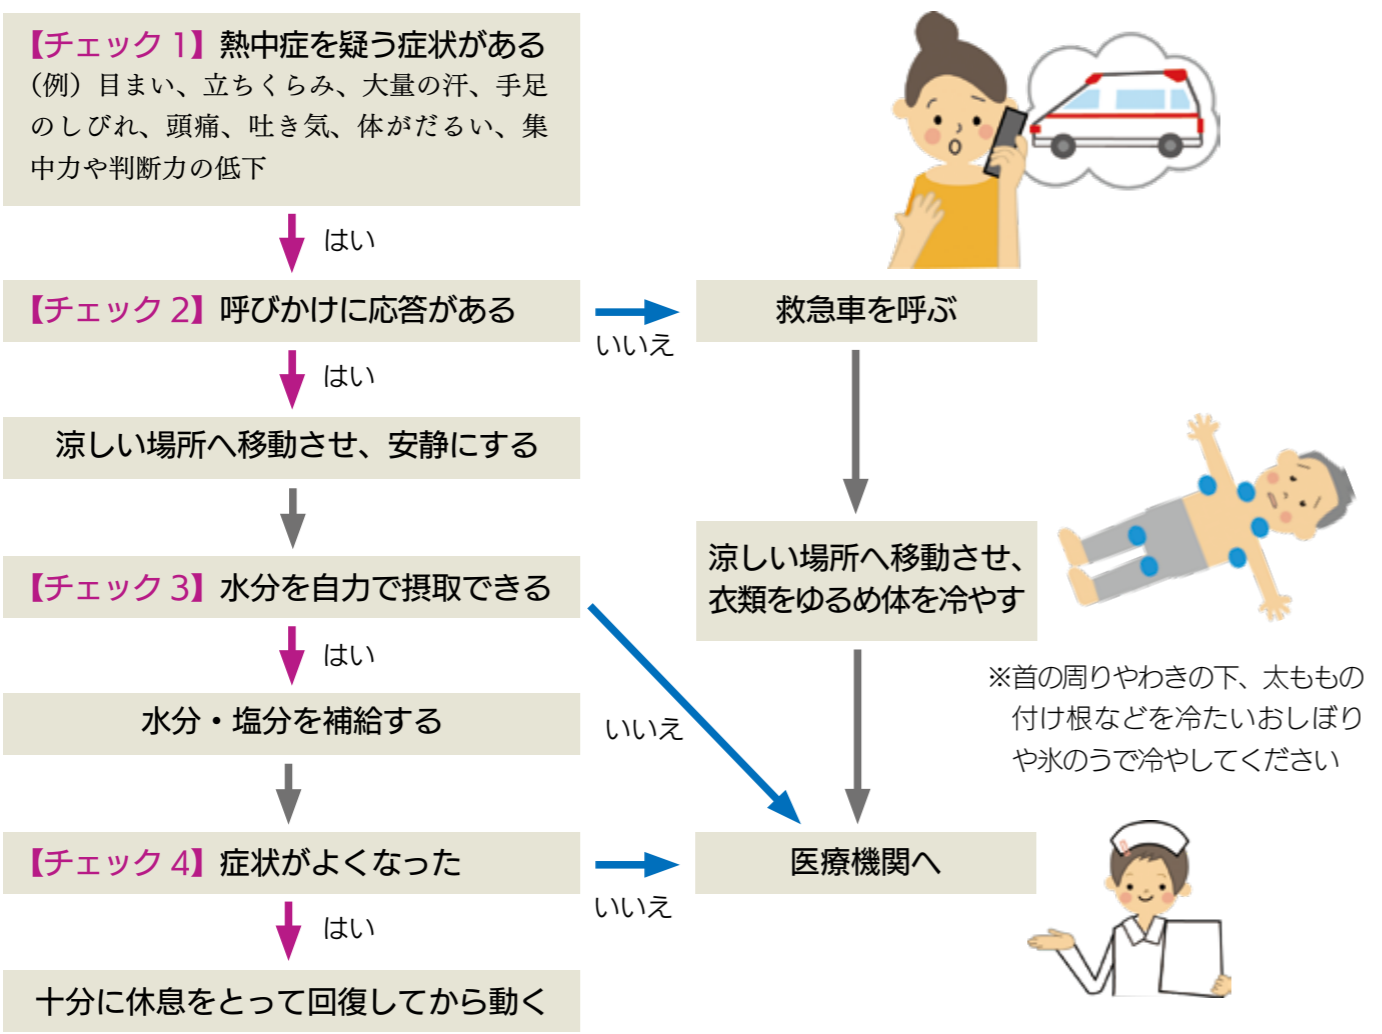 【チェック 1】熱中症を疑う症状がある
（例）目まい、立ちくらみ、大量の汗、手足
のしびれ、頭痛、吐き気、体がだるい、集
中力や判断力の低下
はい
【チェック 2】呼びかけに応答がある
いいえ
救急車を呼ぶ
はい
涼しい場所へ移動させ、安静にする
涼しい場所へ移動させ、
衣類をゆるめ体を冷やす
※首の周りやわきの下、太ももの
付け根などを冷たいおしぼり
や氷のうで冷やしてください
【チェック 3】水分を自力で摂取できる
はい
いいえ
水分・塩分を補給する
【チェック 4】症状がよくなった
いいえ
医療機関へ
はい
十分に休息をとって回復してから動く